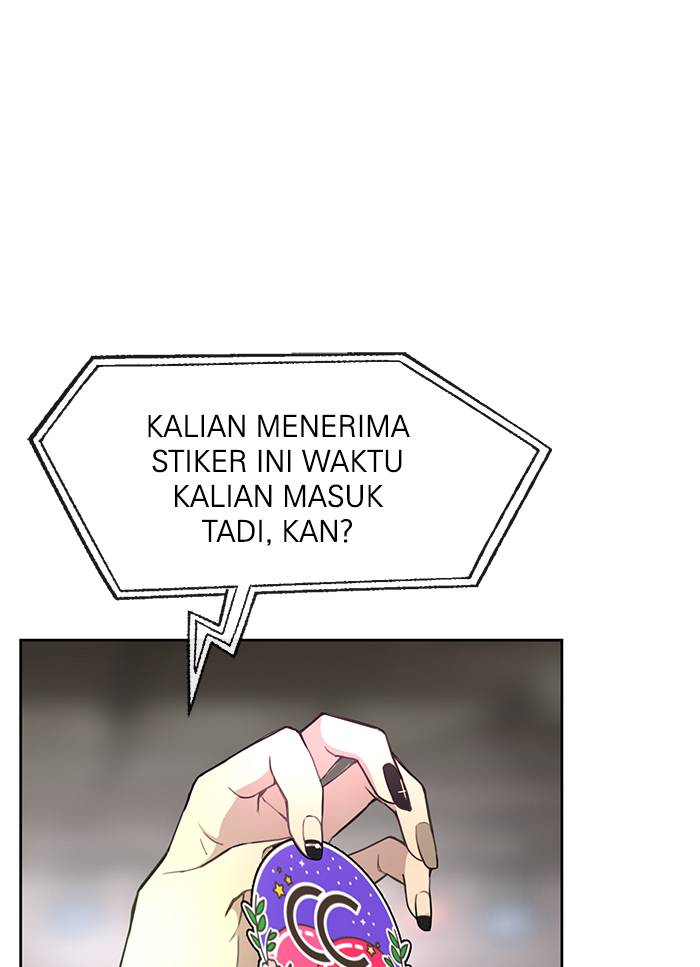 KALIAN MENERIMA
STIKER INI WAKTU
KALIAN MASUK
TADI, KAN?
CC